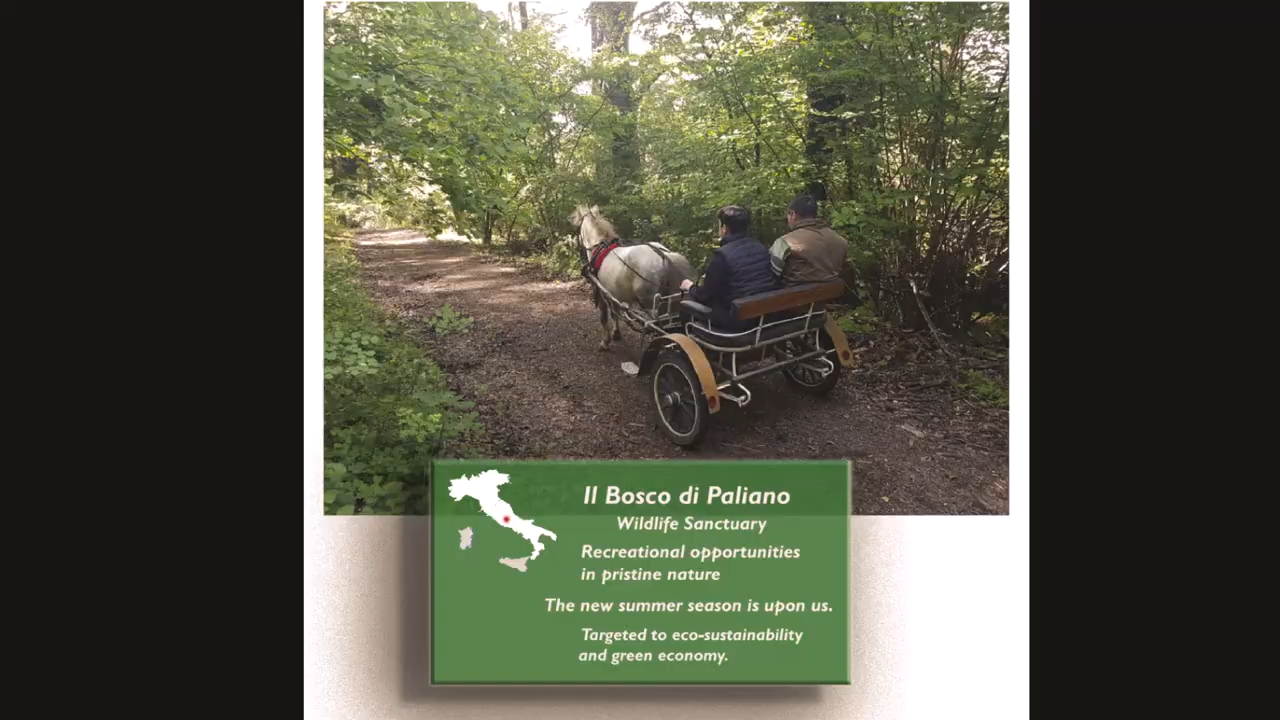 Il Bosco di Paliano
Wildlife Sanctuary
Recreational opportunities
in pristine nature
The new summer season is upon us.
Targeted to eco-sustainability
and green economy.